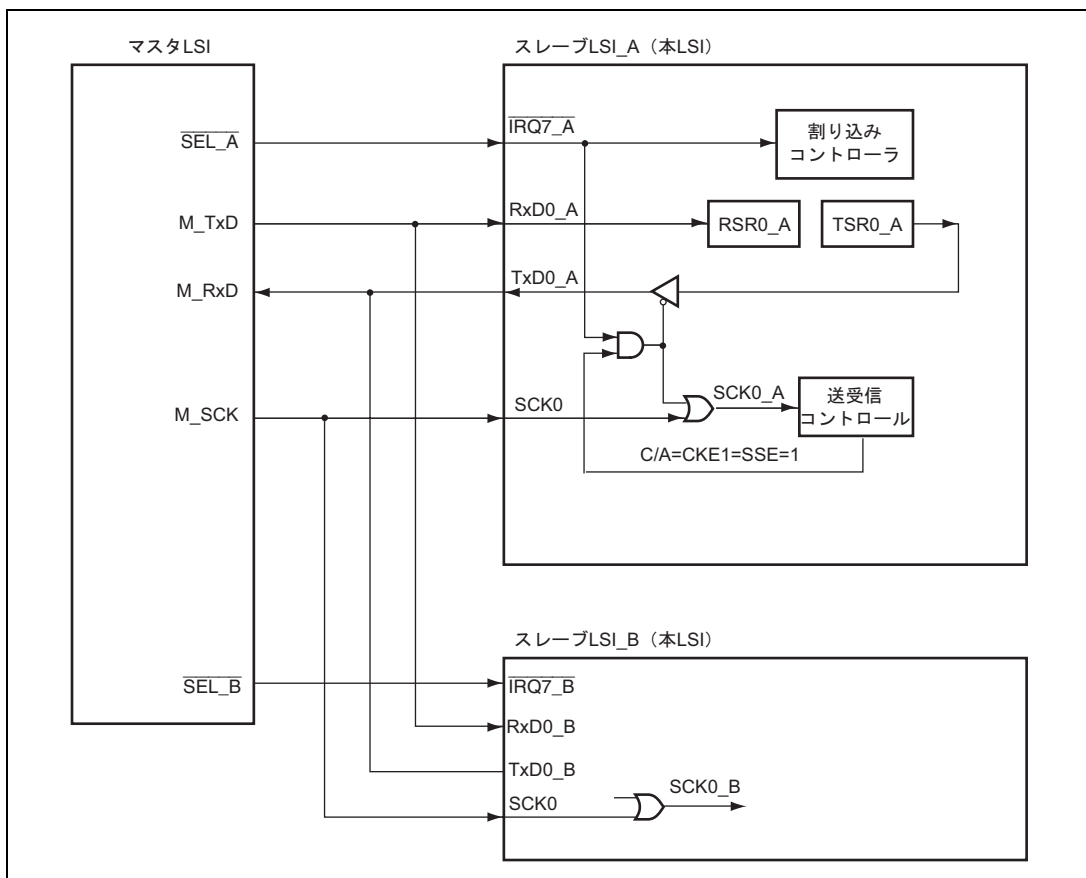 マスタLSI
スレーブLSI_A（本LSI）
SEL_A
IRQ7_A
割り込み
コントローラ
M_TxD
RxD0_A
RSR0_A
TSR0_A
M_RxD
TxD0_A
M_SCK
SCK0
SCK0_A
送受信
コントロール
C/A=CKE1=SSE=1
スレーブLSI_B（本LSI）
SEL_B
IRQ7_B
RxD0_B
TxD0_B
SCK0
SCK0_B